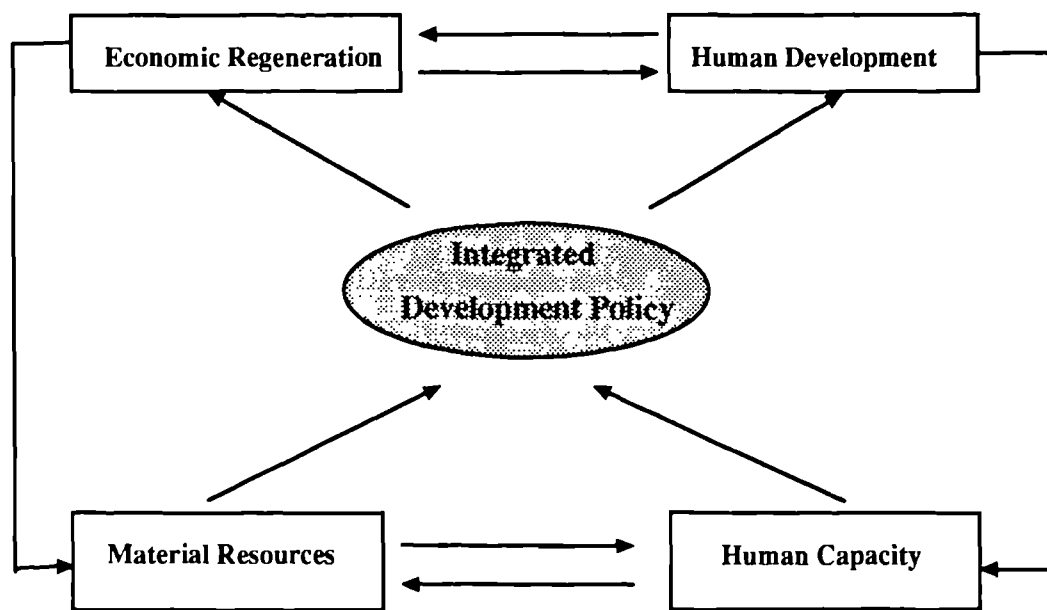 Economic Regeneration
Human Development
Integrated
Development Policy
Material Resources
Human Capacity